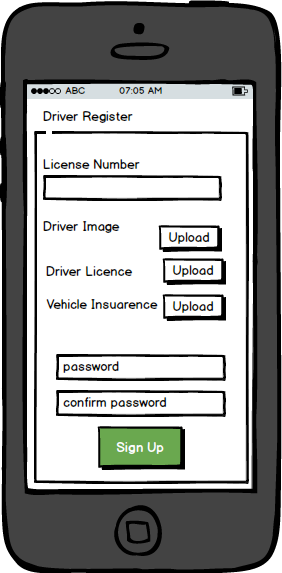 ABC 07:05 AM
Driver Register
License Number
Driver Image Upload
Driver Licence Upload
Vehicle Insuarence Upload
password
confirm password
Sign Up